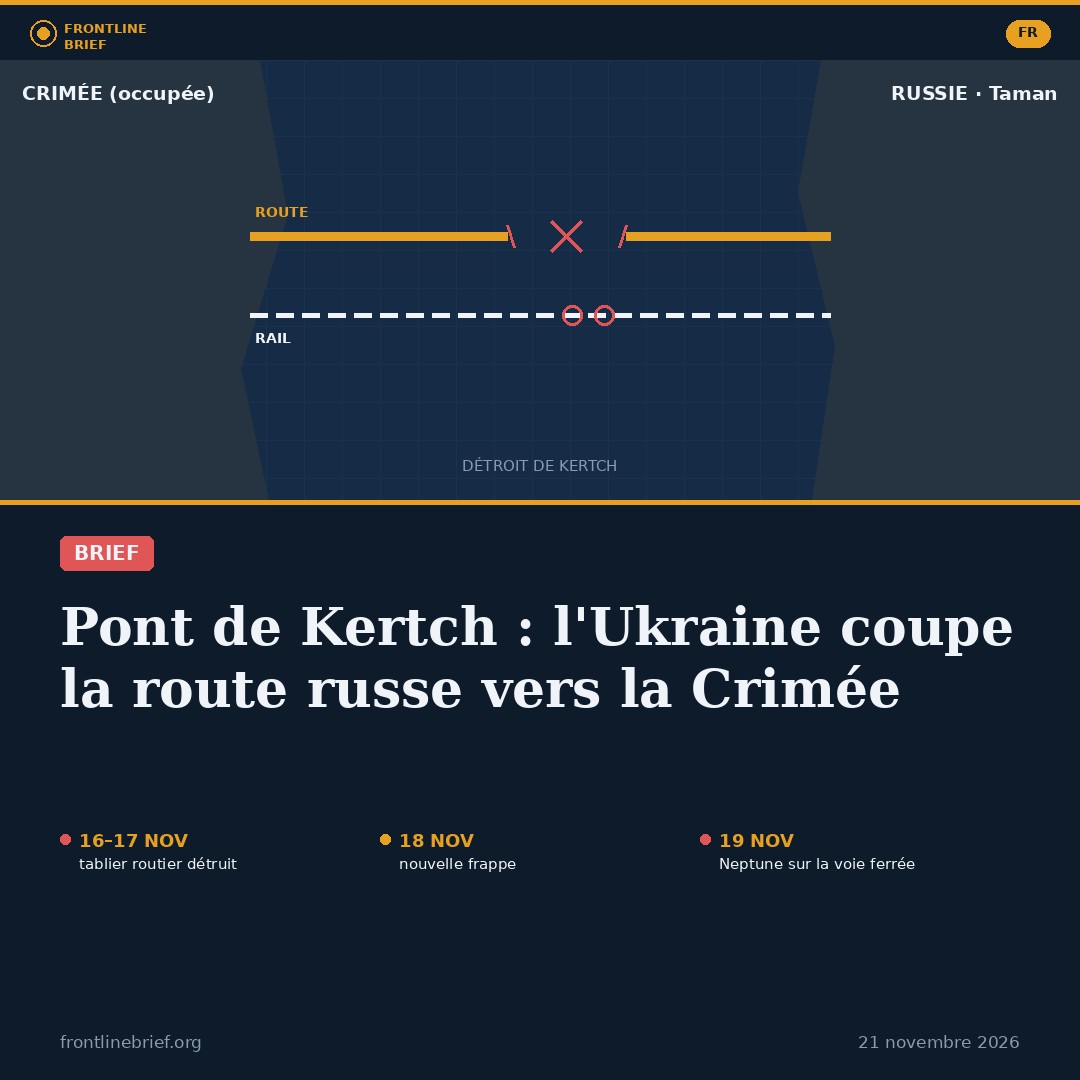 FRONTLINE
BRIEF
FR
CRIMÉE (occupée)
RUSSIE · Taman
ROUTE
RAIL
DÉTROIT DE KERTCH
BRIEF
Pont de Kertch : l'Ukraine coupe
la route russe vers la Crimée
16–17 NOV
tablier routier détruit
18 NOV
nouvelle frappe
19 NOV
Neptune sur la voie ferrée
frontlinebrief.org
21 novembre 2026